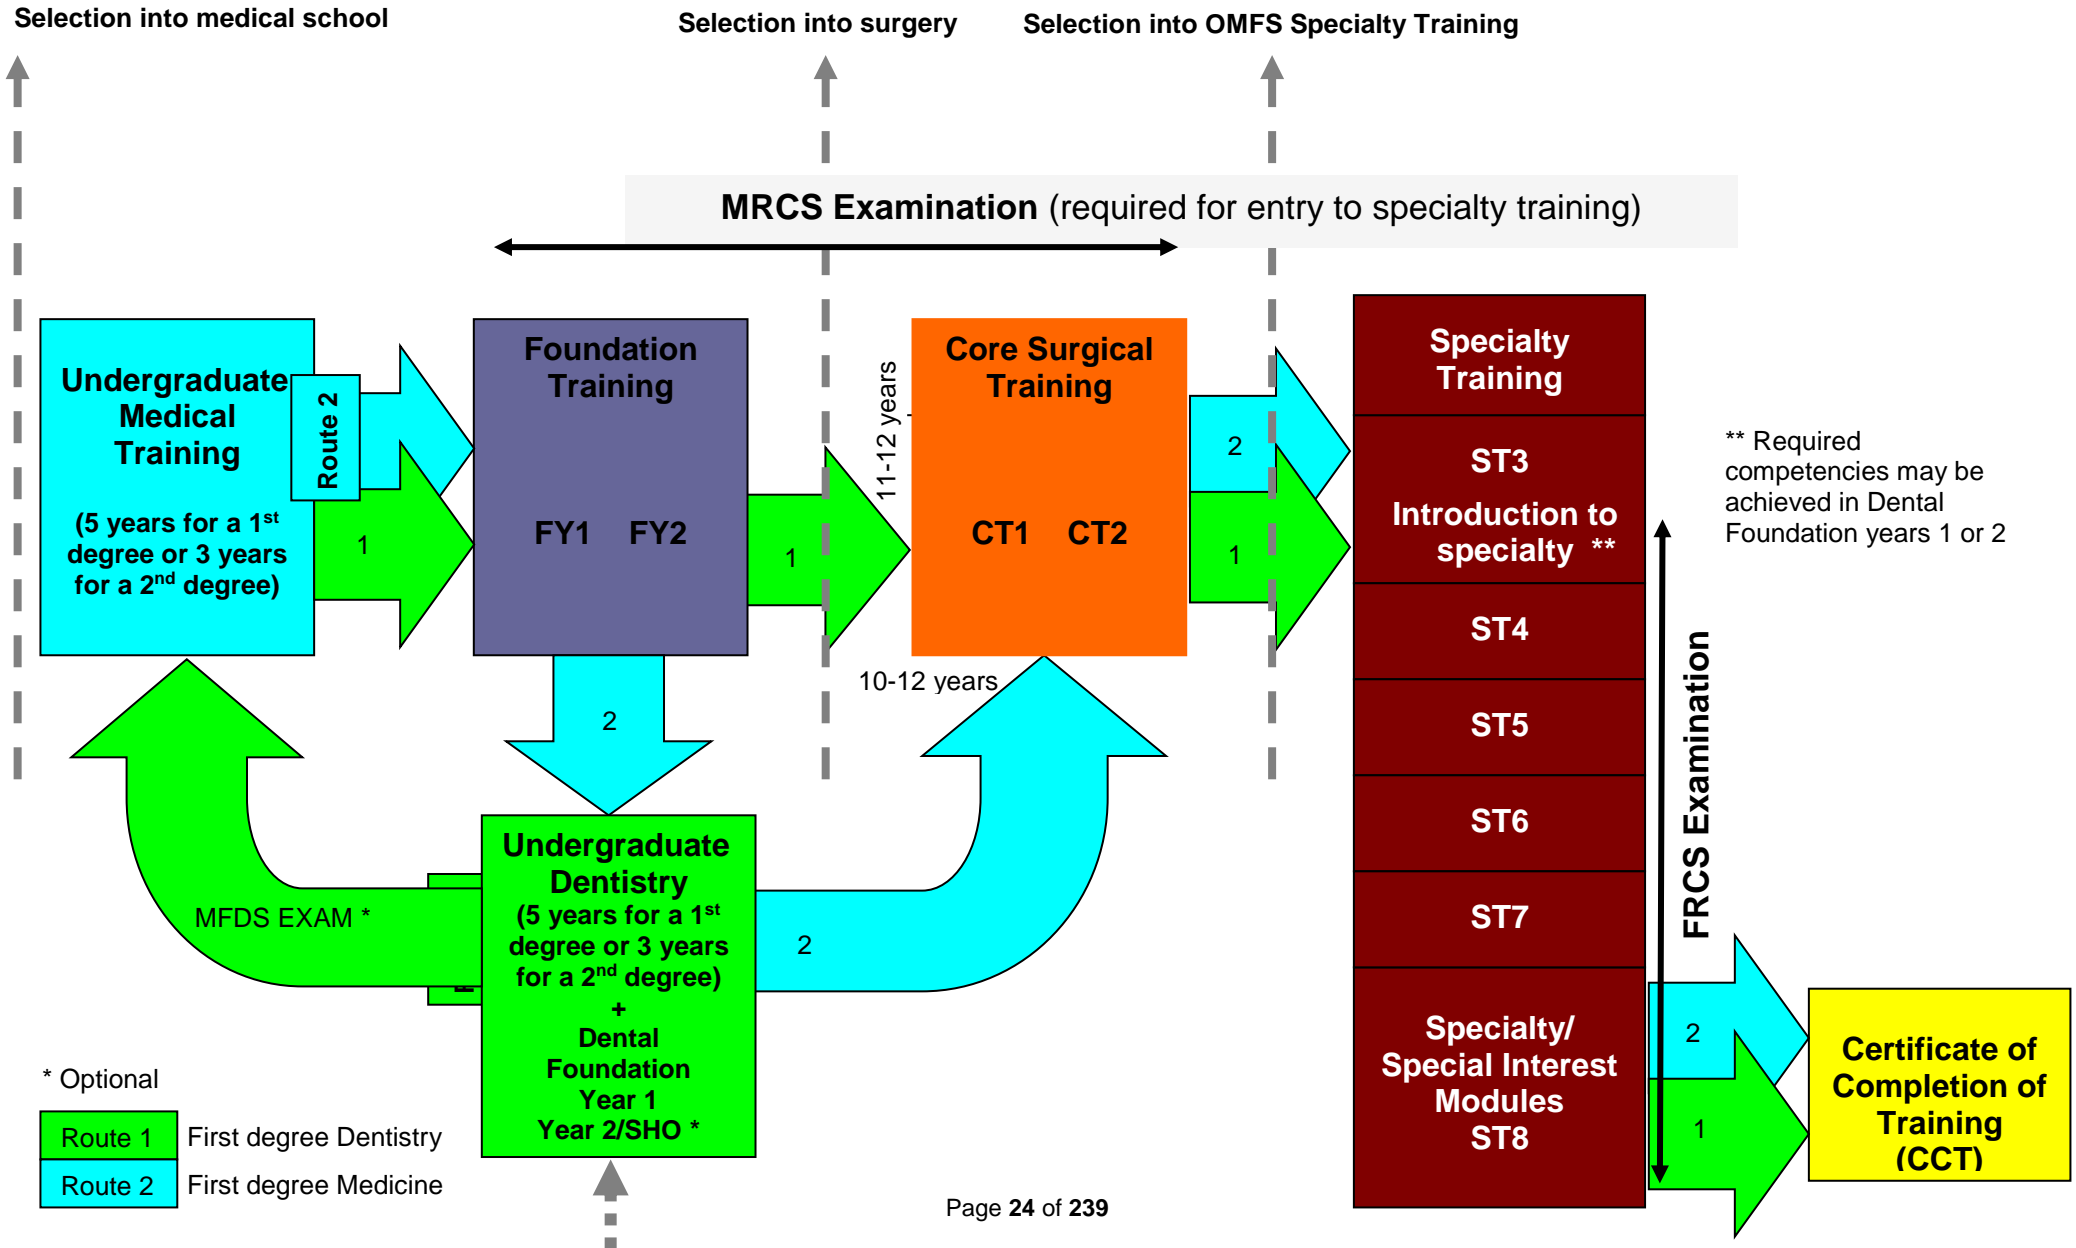 Selection into medical school
Selection into surgery
Selection into OMFS Specialty Training
MRCS Examination (required for entry to specialty training)
Undergraduate
Medical
Training
(5 years for a 1st
degree or 3 years
for a 2nd degree)
Route 2
1
Foundation
Training
FY1 FY2
1
2
11-12 years
Core Surgical
Training
CT1 CT2
10-12 years
2
1
Specialty
Training
ST3
Introduction to
specialty **
ST4
ST5
ST6
ST7
Specialty/
Special Interest
Modules
ST8
** Required
competencies may be
achieved in Dental
Foundation years 1 or 2
FRCS Examination
MFDS EXAM *
Undergraduate
Dentistry
(5 years for a 1st
degree or 3 years
for a 2nd degree)
+
Dental
Foundation
Year 1
Year 2/SHO *
2
2
1
Certificate of
Completion of
Training
(CCT)
* Optional
Route 1 First degree Dentistry
Route 2 First degree Medicine
Page 24 of 239